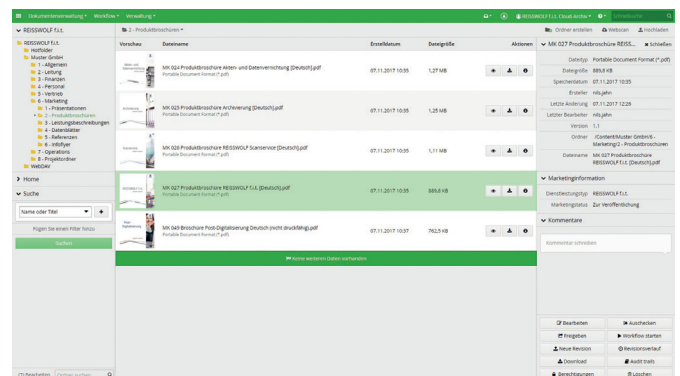 Dokumentenverwaltung
Workflow
Verwaltung
REISSWOLF f.i.t. Cloud-Archiv
Schnellsuche
REISSWOLF f.i.t.
2 - Produktbroschüren
Ordner erstellen
Webscan
Hochladen
REISSWOLF f.i.t.
Hotfolder
Muster GmbH
1 - Allgemein
2 - Leitung
3 - Finanzen
4 - Personal
5 - Vertrieb
6 - Marketing
1 - Präsentationen
2 - Produktbroschüren
3 - Leistungsbeschreibungen
4 - Datenblätter
5 - Referenzen
6 - Infoflyer
7 - Operations
8 - Projektordner
WebDAV
Home
Suche
Name oder Titel
Fügen Sie einen Filter hinzu
Suchen
Bearbeiten
Ordner suchen
Vorschau
Dateiname
Erstelldatum
Dateigröße
Aktionen
MK 024 Produktbroschüre Akten- und Datenvernichtung [Deutsch].pdf
Portable Document Format (*.pdf)
07.11.2017 10:35
1,27 MB
MK 025 Produktbroschüre Archivierung [Deutsch].pdf
Portable Document Format (*.pdf)
07.11.2017 10:35
1,25 MB
MK 026 Produktbroschüre REISSWOLF Scanservice [Deutsch].pdf
Portable Document Format (*.pdf)
07.11.2017 10:35
1,11 MB
MK 027 Produktbroschüre REISSWOLF f.i.t. [Deutsch].pdf
Portable Document Format (*.pdf)
07.11.2017 10:35
889,8 KB
MK 040 Broschüre Post-Digitalisierung Deutsch (nicht druckfähig).pdf
Portable Document Format (*.pdf)
07.11.2017 10:37
762,5 KB
Keine weiteren Daten vorhanden
MK 027 Produktbroschüre REISS...
Schließen
Dateityp Portable Document Format (*.pdf)
Dateigröße 889,8 KB
Speicherdatum 07.11.2017 10:35
Ersteller nils.jahn
Letzte Änderung 07.11.2017 12:26
Letzter Bearbeiter nils.jahn
Version 1.1
Ordner /Content/Muster GmbH/6 -
Marketing/2 - Produktbroschüren
Dateiname MK 027 Produktbroschüre
REISSWOLF f.i.t. [Deutsch].pdf
Marketinginformation
Dienstleistungstyp REISSWOLF f.i.t.
Marketingstatus Zur Veröffentlichung
Kommentare
Kommentar schreiben
Bearbeiten
Auschecken
Freigeben
Workflow starten
Neue Revision
Revisionsverlauf
Download
Audit trails
Berechtigungen
Löschen